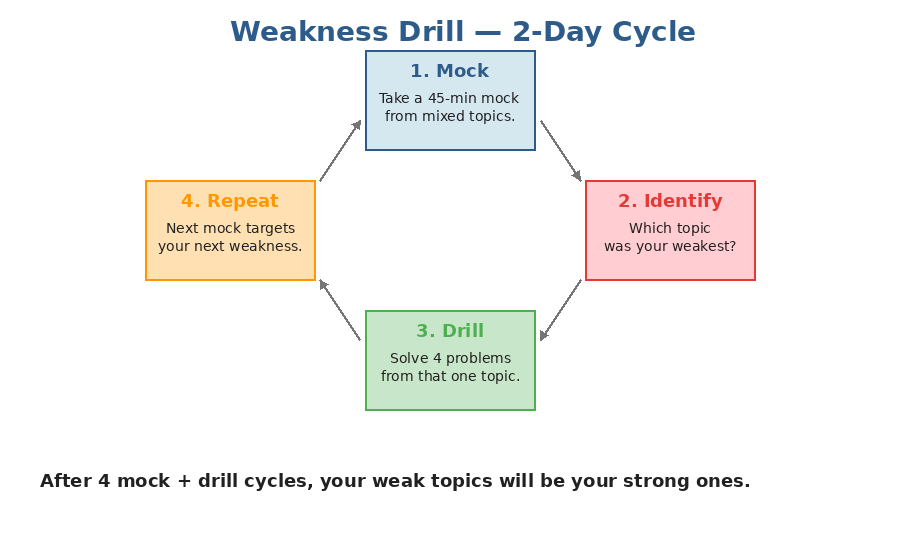 Weakness Drill — 2-Day Cycle
1. Mock
Take a 45-min mock
from mixed topics.
2. Identify
Which topic
was your weakest?
3. Drill
Solve 4 problems
from that one topic.
4. Repeat
Next mock targets
your next weakness.
After 4 mock + drill cycles, your weak topics will be your strong ones.